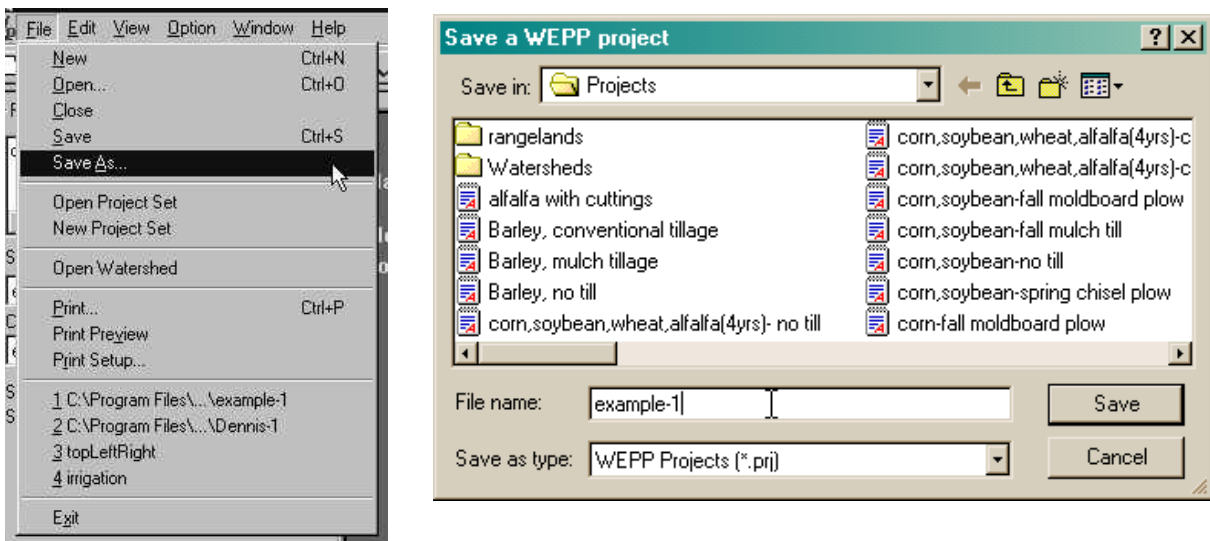 File Edit View Option Window Help
New Ctrl+N
Open... Ctrl+O
Close
Save Ctrl+S
Save As...
Open Project Set
New Project Set
Open Watershed
Print... Ctrl+P
Print Preview
Print Setup...
1 C:\Program Files\...\example-1
2 C:\Program Files\...\Dennis-1
3 topLeftRight
4 irrigation
Exit
Save a WEPP project
Save in: Projects
rangelands
Watersheds
alfalfa with cuttings
Barley, conventional tillage
Barley, mulch tillage
Barley, no till
corn,soybean,wheat,alfalfa(4yrs)- no till
corn,soybean,wheat,alfalfa(4yrs)-c
corn,soybean,wheat,alfalfa(4yrs)-c
corn,soybean-fall moldboard plow
corn,soybean-fall mulch till
corn,soybean-no till
corn,soybean-spring chisel plow
corn-fall moldboard plow
File name: example-1 Save
Save as type: WEPP Projects (*.prj) Cancel